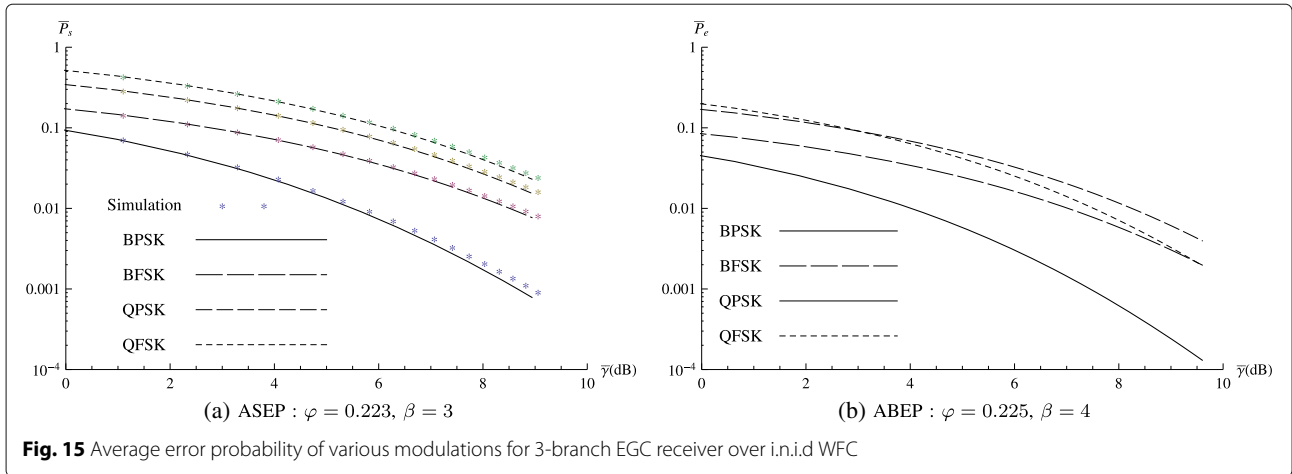 P̅ₛ
1
0.1
0.01
0.001
10⁻⁴
0 2 4 6 8 10
γ̅(dB)
Simulation
BPSK
BFSK
QPSK
QFSK
(a) ASEP : φ = 0.223, β = 3
P̅ₑ
1
0.1
0.01
0.001
10⁻⁴
0 2 4 6 8 10
γ̅(dB)
BPSK
BFSK
QPSK
QFSK
(b) ABEP : φ = 0.225, β = 4
Fig. 15 Average error probability of various modulations for 3-branch EGC receiver over i.n.i.d WFC